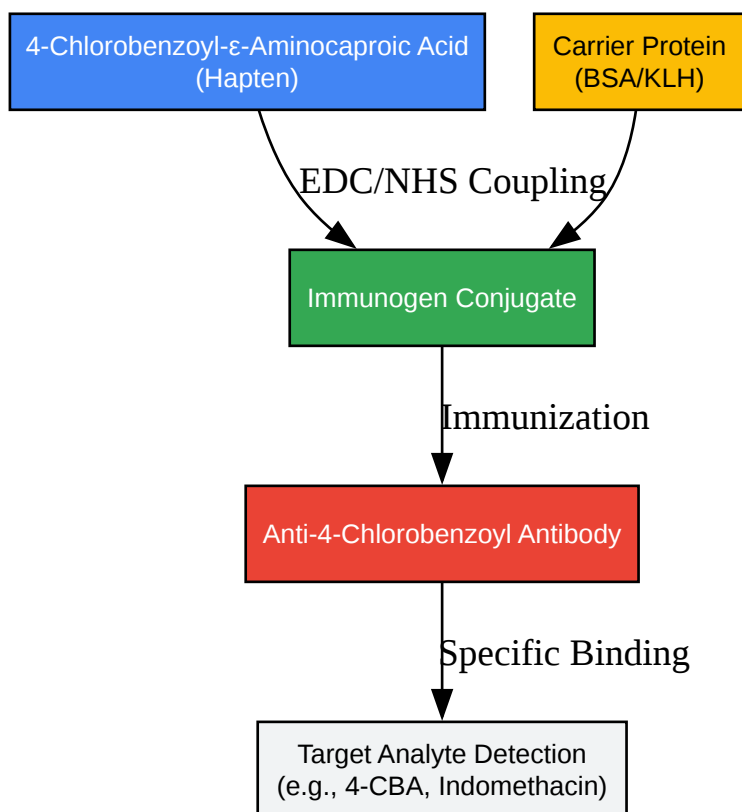 4-Chlorobenzoyl-ε-Aminocaproic Acid
(Hapten)
Carrier Protein
(BSA/KLH)
EDC/NHS Coupling
Immunogen Conjugate
Immunization
Anti-4-Chlorobenzoyl Antibody
Specific Binding
Target Analyte Detection
(e.g., 4-CBA, Indomethacin)